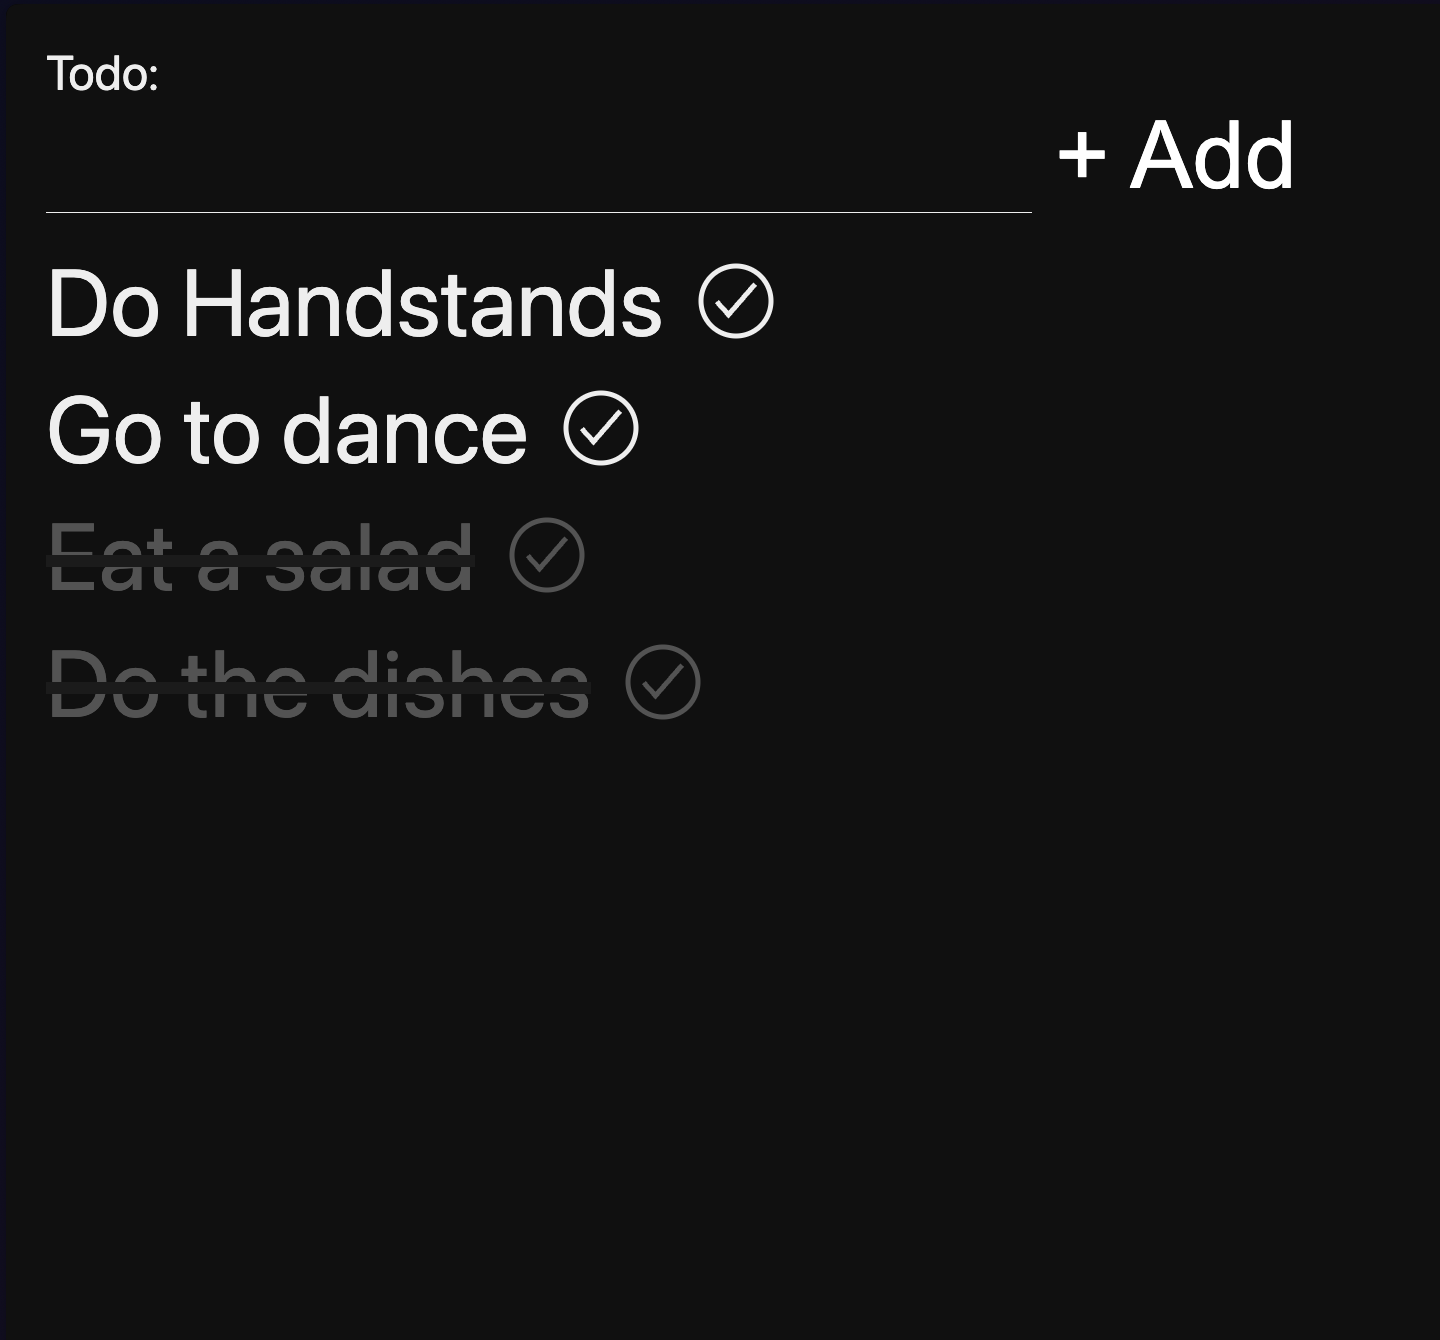 Todo:
+ Add
Do Handstands
Go to dance
Eat a salad
Do the dishes